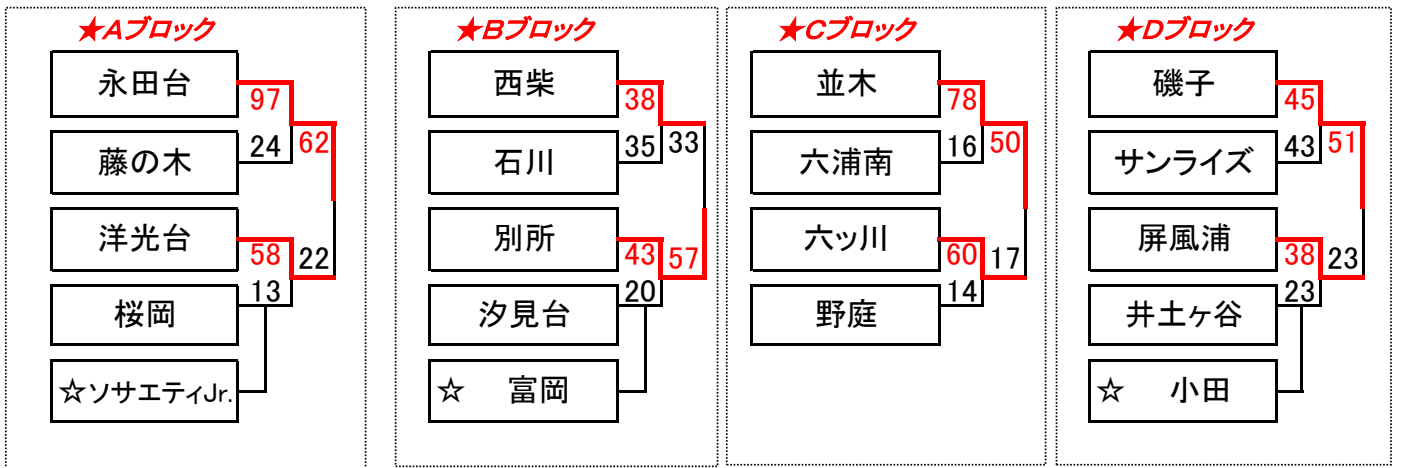 ★Aブロック
永田台
97
24
62
藤の木
洋光台
58
22
13
桜岡
☆ソサエティJr.
★Bブロック
西柴
38
35
33
石川
別所
43
57
20
汐見台
☆ 富岡
★Cブロック
並木
78
16
50
六浦南
六ッ川
60
17
14
野庭
★Dブロック
磯子
45
43
51
サンライズ
屏風浦
38
23
23
井土ヶ谷
☆ 小田